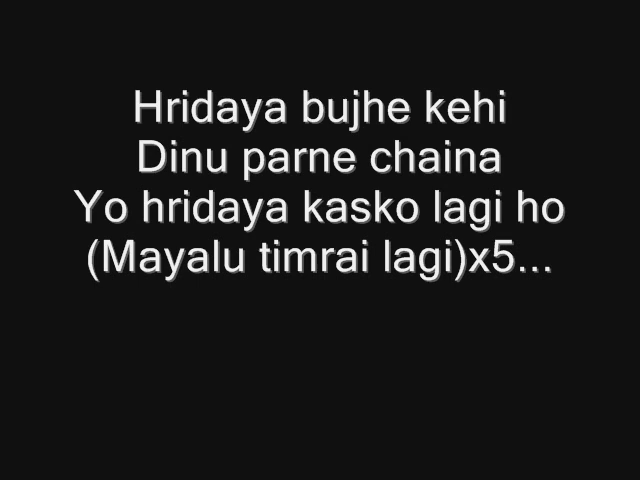 Hridaya bujhe kehi
Dinu parne chaina
Yo hridaya kasko lagi ho
(Mayalu timrai lagi)x5...